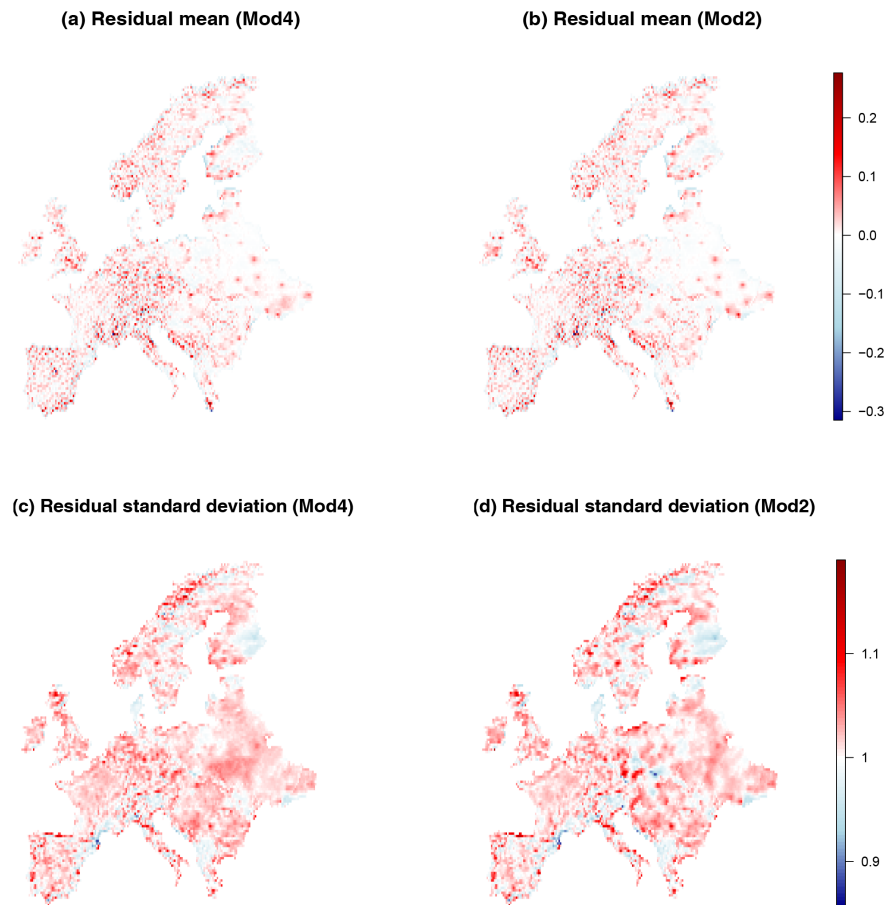 (a) Residual mean (Mod4)
(b) Residual mean (Mod2)
0.2
0.1
0.0
−0.1
−0.2
−0.3
(c) Residual standard deviation (Mod4)
(d) Residual standard deviation (Mod2)
1.1
1
0.9